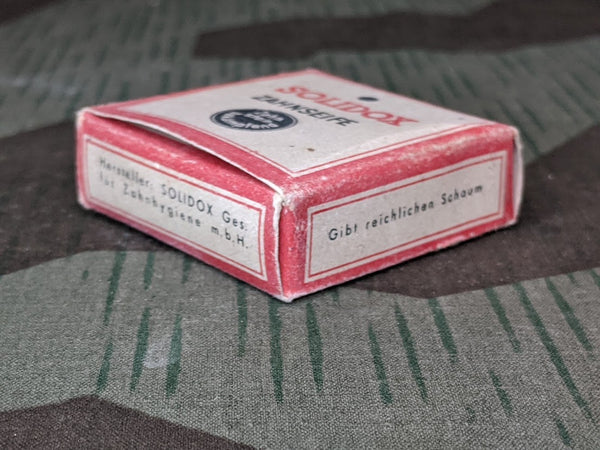 SOLIDOX
ZAHNSEIFE
Hersteller: SOLIDOX Ges.
für Zahnhygiene m.b.H.
Gibt reichlichen Schaum